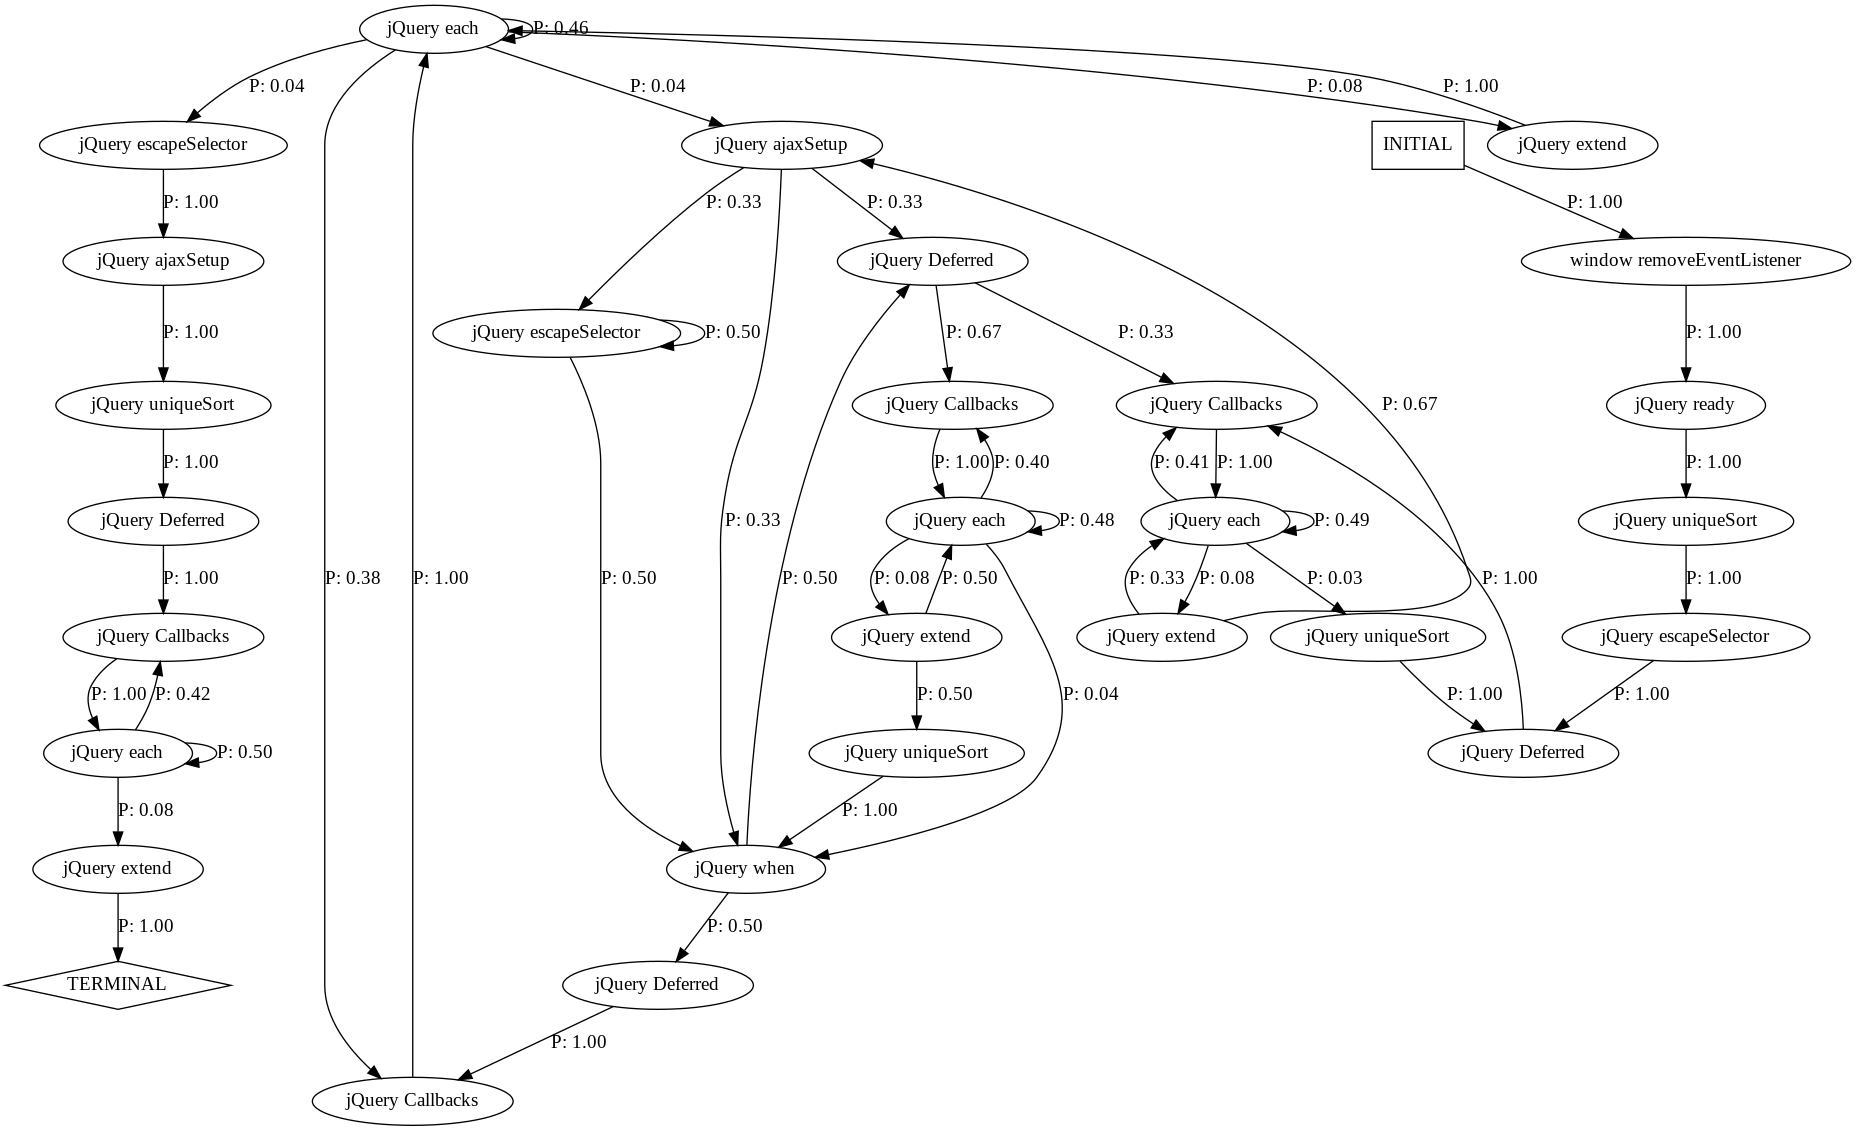 jQuery each
P: 0.46
P: 0.04
P: 0.04
P: 0.08
P: 1.00
jQuery escapeSelector
jQuery ajaxSetup
INITIAL
jQuery extend
P: 1.00
P: 0.33
P: 0.33
P: 1.00
jQuery ajaxSetup
jQuery Deferred
window removeEventListener
P: 1.00
jQuery escapeSelector
P: 0.50
P: 0.67
P: 0.33
P: 1.00
jQuery uniqueSort
jQuery Callbacks
jQuery Callbacks
P: 0.67
jQuery ready
P: 1.00
P: 1.00
P: 0.40
P: 0.41
P: 1.00
P: 1.00
jQuery Deferred
P: 0.33
jQuery each
P: 0.48
jQuery each
P: 0.49
jQuery uniqueSort
P: 1.00
P: 0.38
P: 1.00
P: 0.50
P: 0.50
P: 0.08
P: 0.50
P: 0.04
P: 0.33
P: 0.08
P: 0.03
P: 1.00
P: 1.00
jQuery Callbacks
jQuery extend
jQuery extend
jQuery uniqueSort
jQuery escapeSelector
P: 1.00
P: 0.42
P: 0.50
P: 1.00
P: 1.00
jQuery each
P: 0.50
jQuery uniqueSort
jQuery Deferred
P: 0.08
P: 1.00
jQuery extend
jQuery when
P: 1.00
P: 0.50
TERMINAL
jQuery Deferred
P: 1.00
jQuery Callbacks